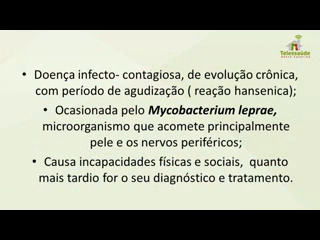 Telessaúde
• Doença infecto- contagiosa, de evolução crônica,
com período de agudização ( reação hansenica);
• Ocasionada pelo Mycobacterium leprae,
microorganismo que acomete principalmente
pele e os nervos periféricos;
• Causa incapacidades físicas e sociais, quanto
mais tardio for o seu diagnóstico e tratamento.